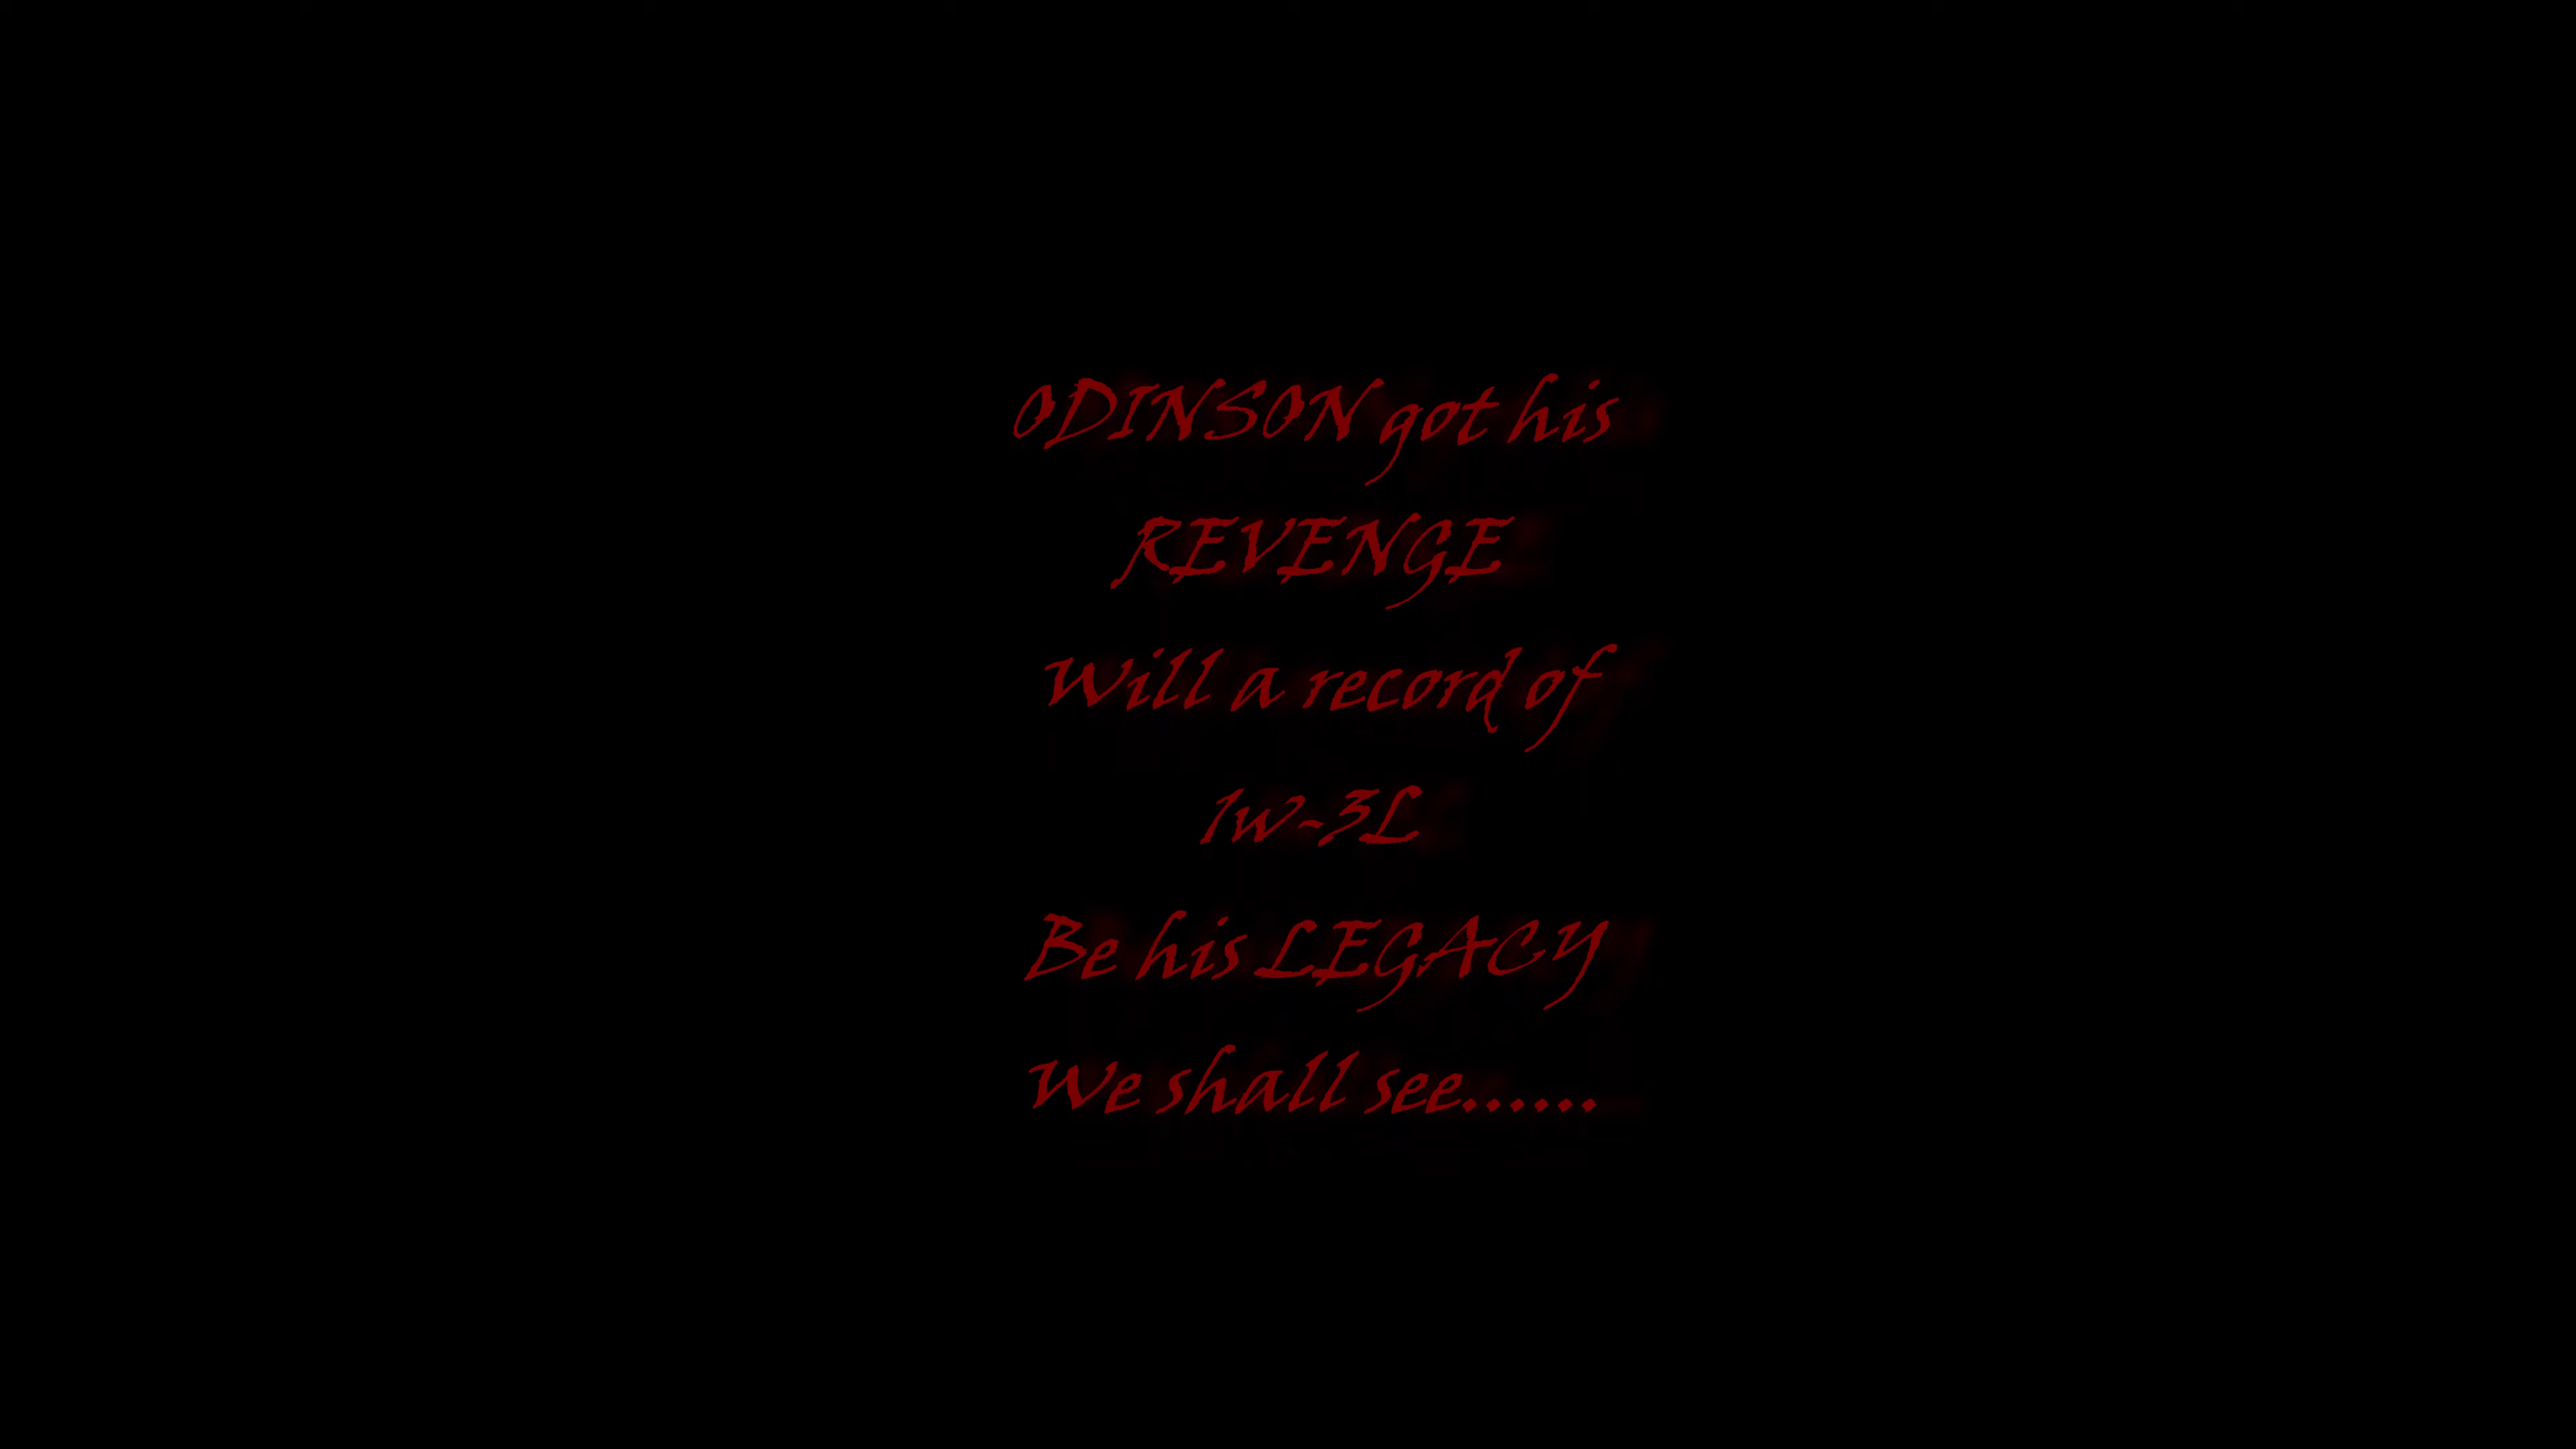 ODINSON got his
REVENGE
Will a record of
1W-3L
Be his LEGACY
We shall see......